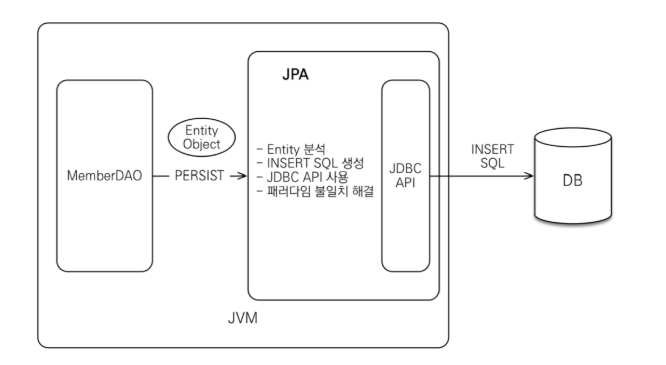 JPA
Entity
Object
MemberDAO
PERSIST
- Entity 분석
- INSERT SQL 생성
- JDBC API 사용
- 패러다임 불일치 해결
JDBC
API
INSERT
SQL
DB
JVM